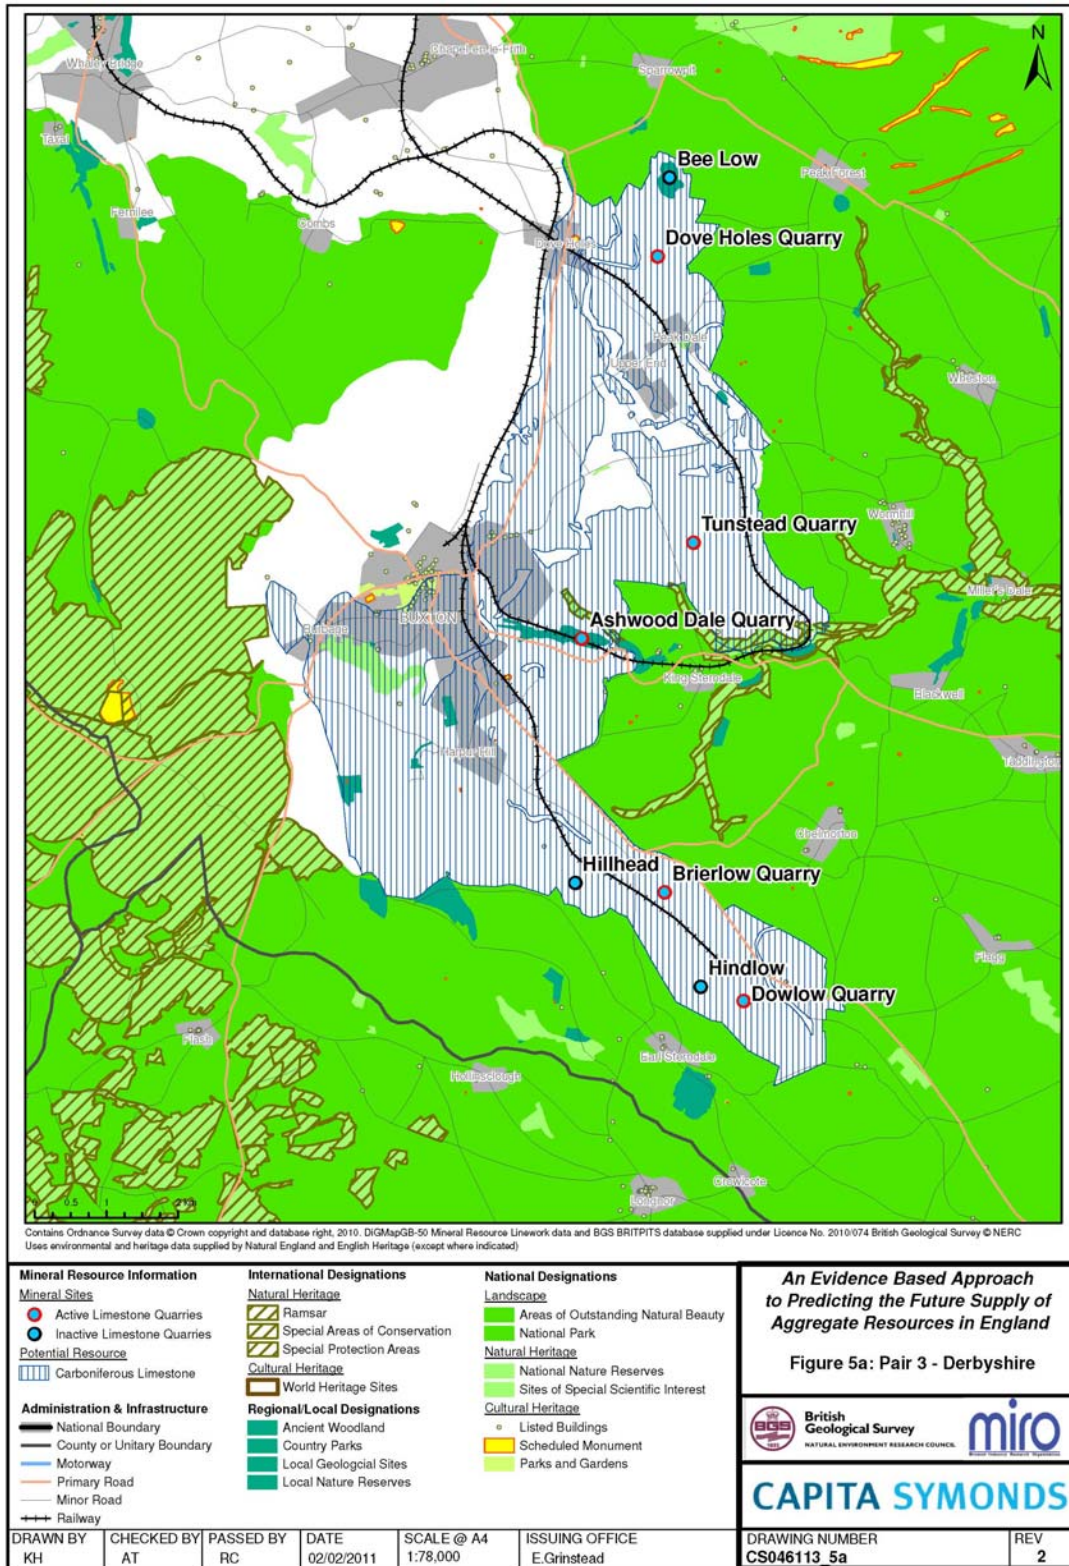 N
Whaley Bridge
Chapel-en-le-Frith
Sparrowpit
Taxal
Bee Low
Peak Forest
Fernilee
Combs
Dove Holes
Dove Holes Quarry
Peak Dale
Upper End
Wheston
Wormhill
Tunstead Quarry
Miller's Dale
Ashwood Dale Quarry
BUXTON
Burbage
King Sterndale
Blackwell
Harpur Hill
Taddington
Chelmorton
Hillhead
Brierlow Quarry
Flagg
Hindlow
Dowlow Quarry
Flash
Earl Sterndale
Hollinsclough
Crowicote
Longnor
0 0.5 1 2 km
Contains Ordnance Survey data © Crown copyright and database right, 2010. DiGMapGB-50 Mineral Resource Linework data and BGS BRITPITS database supplied under Licence No. 2010/074 British Geological Survey © NERC
Uses environmental and heritage data supplied by Natural England and English Heritage (except where indicated)
Mineral Resource Information
Mineral Sites
Active Limestone Quarries
Inactive Limestone Quarries
Potential Resource
Carboniferous Limestone
Administration & Infrastructure
National Boundary
County or Unitary Boundary
Motorway
Primary Road
Minor Road
Railway
International Designations
Natural Heritage
Ramsar
Special Areas of Conservation
Special Protection Areas
Cultural Heritage
World Heritage Sites
Regional/Local Designations
Ancient Woodland
Country Parks
Local Geologcial Sites
Local Nature Reserves
National Designations
Landscape
Areas of Outstanding Natural Beauty
National Park
Natural Heritage
National Nature Reserves
Sites of Special Scientific Interest
Cultural Heritage
Listed Buildings
Scheduled Monument
Parks and Gardens
An Evidence Based Approach
to Predicting the Future Supply of
Aggregate Resources in England
Figure 5a: Pair 3 - Derbyshire
BGS
British
Geological Survey
NATURAL ENVIRONMENT RESEARCH COUNCIL
miro
CAPITA SYMONDS
DRAWN BY
KH
CHECKED BY
AT
PASSED BY
RC
DATE
02/02/2011
SCALE @ A4
1:78,000
ISSUING OFFICE
E.Grinstead
DRAWING NUMBER
CS046113_5a
REV
2